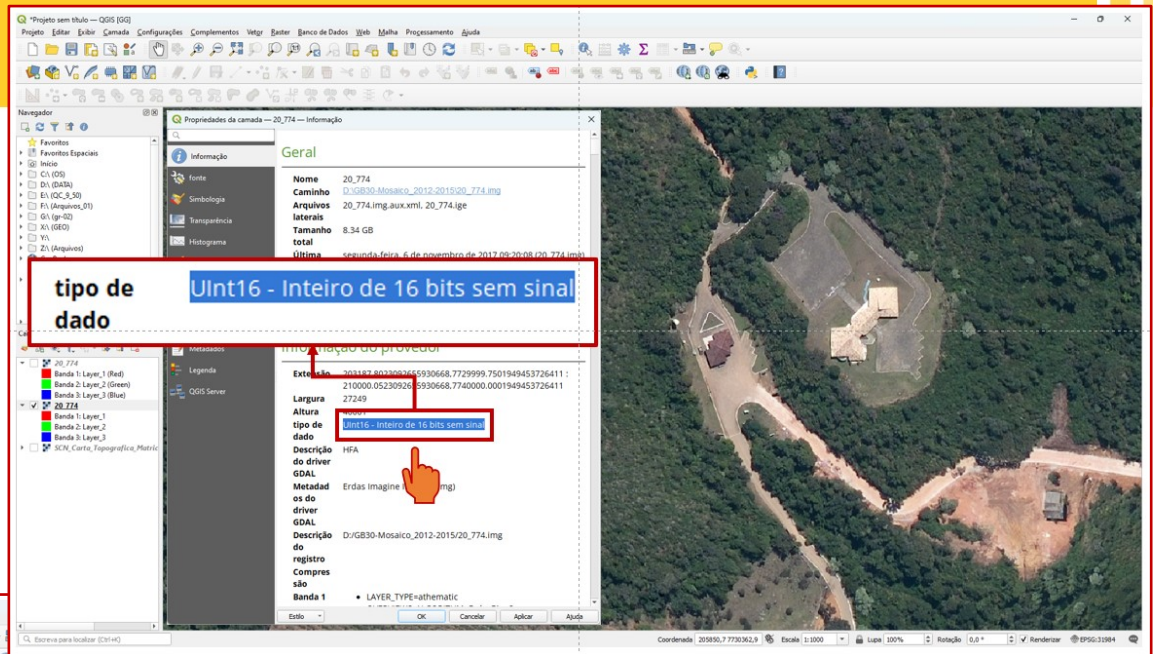 *Projeto sem título — QGIS [GG]
Projeto Editar Exibir Camada Configurações Complementos Vetor Raster Banco de Dados Web Malha Processamento Ajuda
Navegador
Favoritos
Favoritos Espaciais
Início
C:\ (OS)
D:\ (DATA)
E:\ (QC_9_50)
F:\ (Arquivos_01)
G:\ (gr-02)
X:\ (GEO)
Y:\
Z:\ (Arquivos)
20_774
Banda 1: Layer_1 (Red)
Banda 2: Layer_2 (Green)
Banda 3: Layer_3 (Blue)
20_774
Banda 1: Layer_1
Banda 2: Layer_2
Banda 3: Layer_3
SCN_Carta_Topografica_Matric
Propriedades da camada — 20_774 — Informação
Informação
Fonte
Simbologia
Transparência
Histograma
Metadados
Legenda
QGIS Server
Geral
Nome 20_774
Caminho D:\GB30-Mosaico_2012-2015\20_774.img
Arquivos laterais 20_774.img.aux.xml, 20_774.ige
Tamanho total 8.34 GB
Última segunda-feira, 6 de novembro de 2017 09:20:08 (20_774.img)
tipo de UInt16 - Inteiro de 16 bits sem sinal
dado
Informação do provedor
Extensão 203187.8023092655930668,7729999.7501949453726411 :
210000.0523092655930668,7740000.0001949453726411
Largura 27249
Altura
tipo de UInt16 - Inteiro de 16 bits sem sinal
dado
Descrição HFA
do driver
GDAL
Metadad Erdas Imagine
os do
driver
GDAL
Descrição D:/GB30-Mosaico_2012-2015/20_774.img
do
registro
Compres
são
Banda 1 • LAYER_TYPE=athematic
Estilo OK Cancelar Aplicar Ajuda
Escreva para localizar (Ctrl+K)
Coordenada 205850,7 7730362,9 Escala 1:1000 Lupa 100% Rotação 0,0 ° Renderizar EPSG:31984